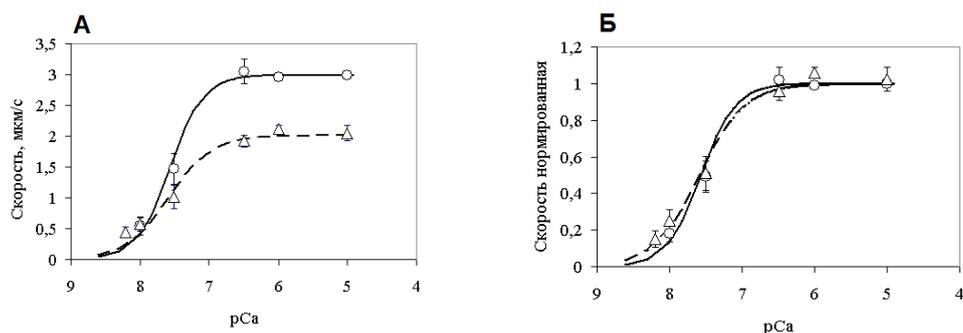 А
Скорость, мкм/с
3,5
3
2,5
2
1,5
1
0,5
0
9 8 7 6 5 4
pCa
Б
Скорость нормированная
1,2
1
0,8
0,6
0,4
0,2
0
9 8 7 6 5 4
pCa